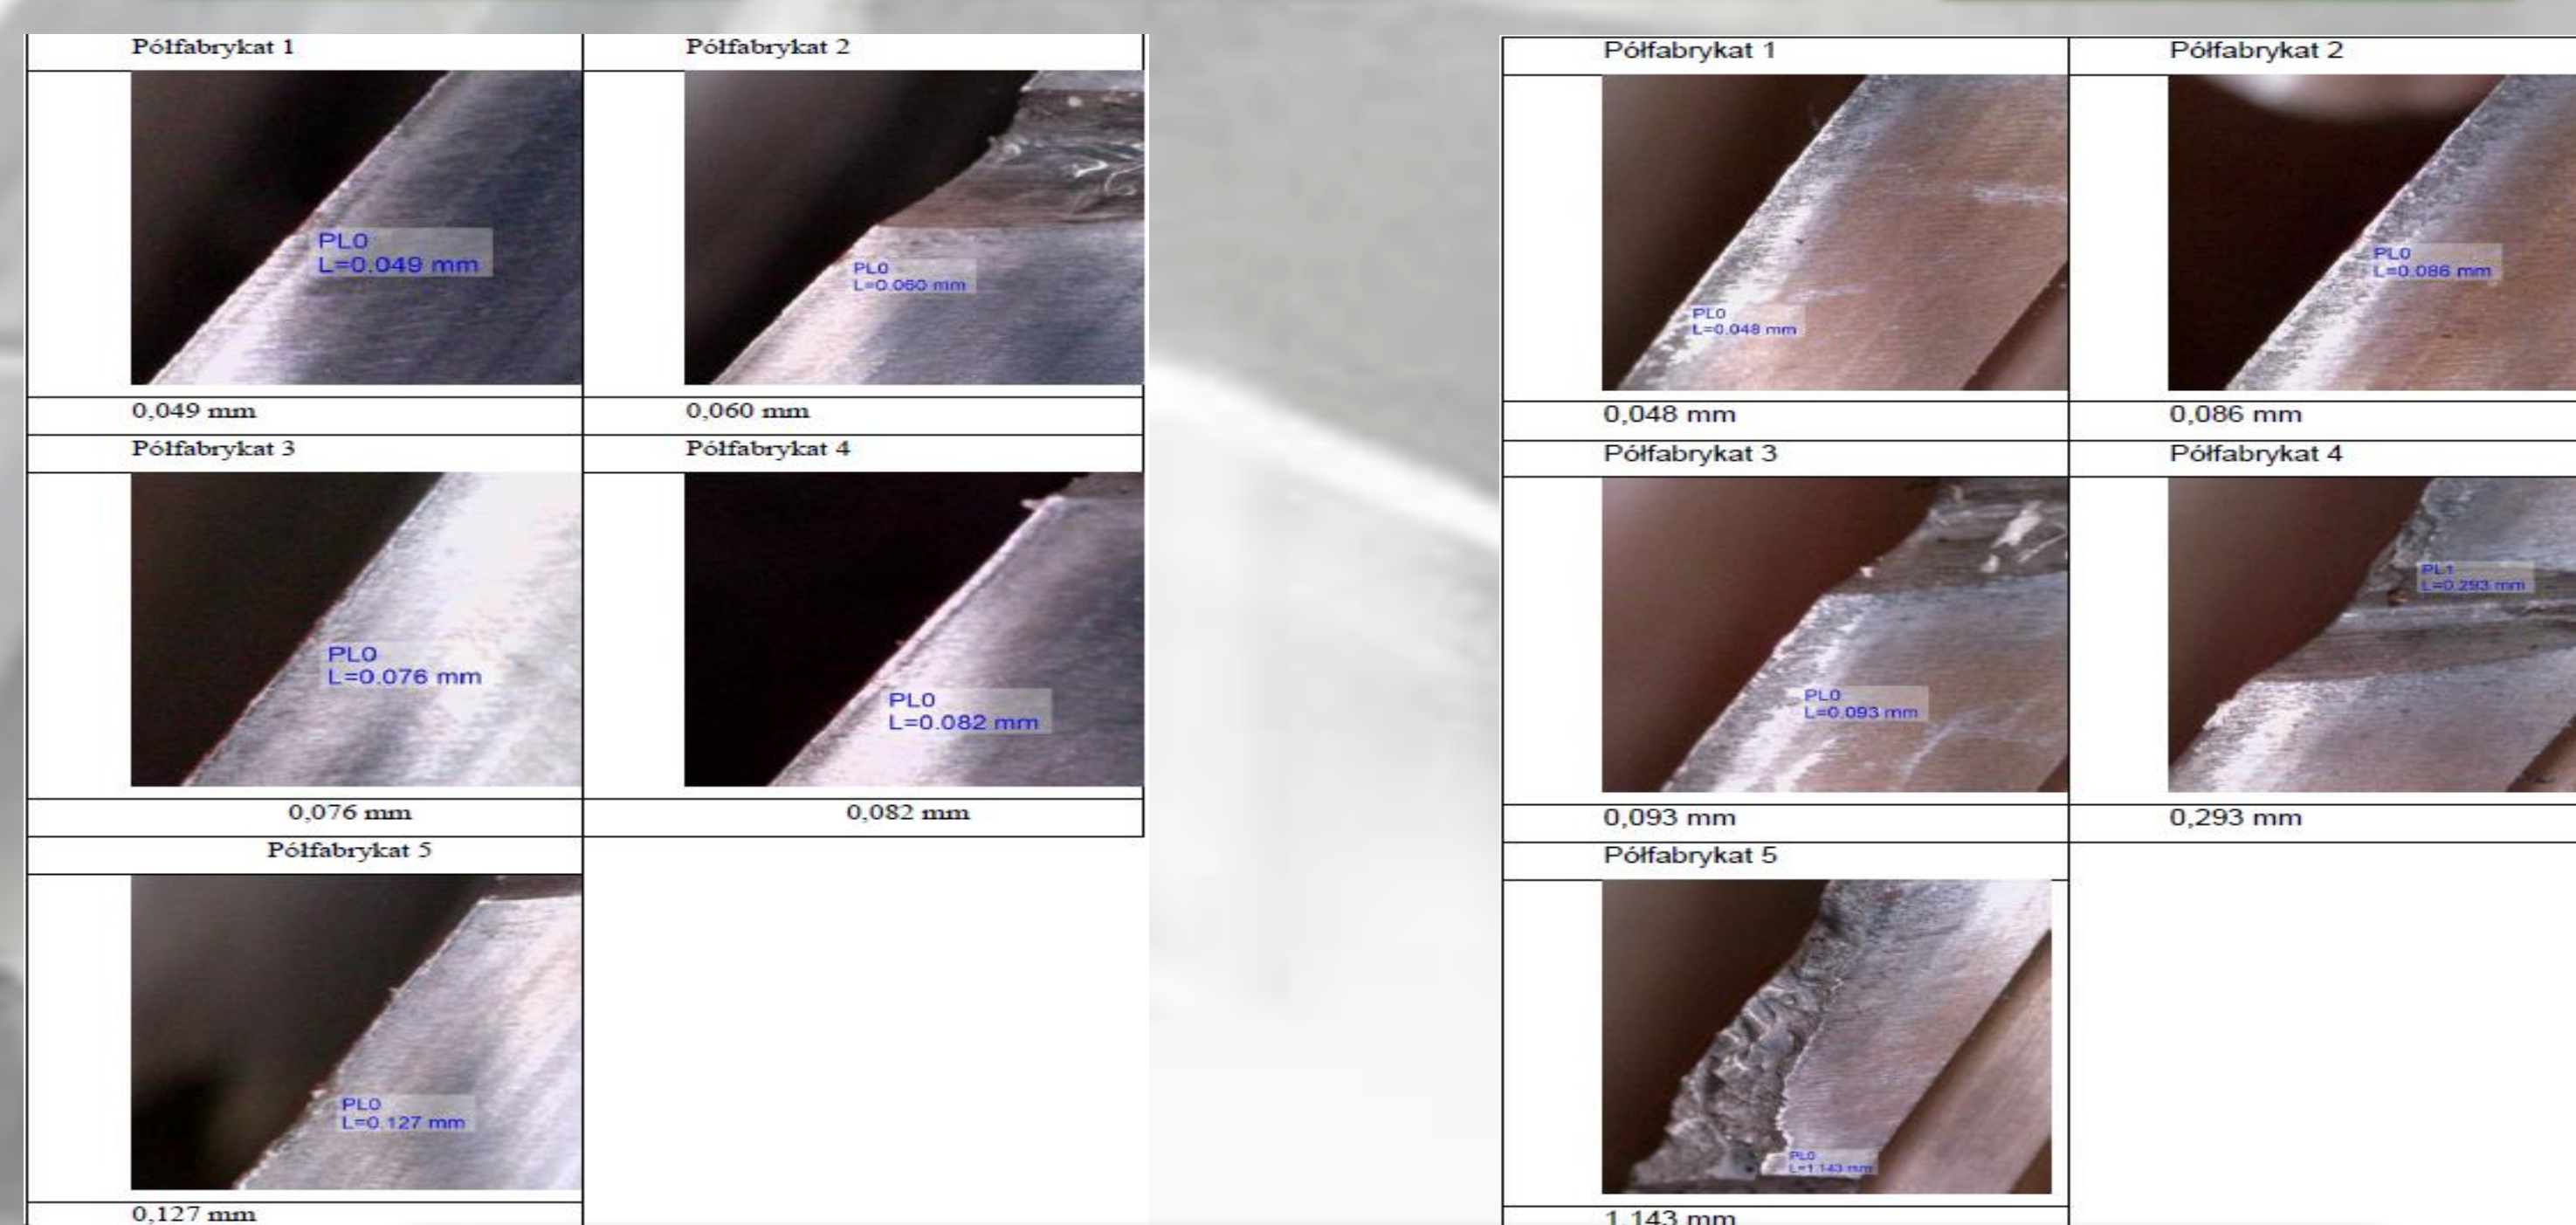 Półfabrykat 1
Półfabrykat 2
PL0
L=0.049 mm
PL0
L=0.060 mm
0,049 mm
0,060 mm
Półfabrykat 3
Półfabrykat 4
PL0
L=0.076 mm
PL0
L=0.082 mm
0,076 mm
0,082 mm
Półfabrykat 5
PL0
L=0.127 mm
0,127 mm
Półfabrykat 1
Półfabrykat 2
PL0
L=0.048 mm
PL0
L=0.086 mm
0,048 mm
0,086 mm
Półfabrykat 3
Półfabrykat 4
PL0
L=0.093 mm
PL1
L=0.293 mm
0,093 mm
0,293 mm
Półfabrykat 5
PL0
L=1.143 mm
1,143 mm